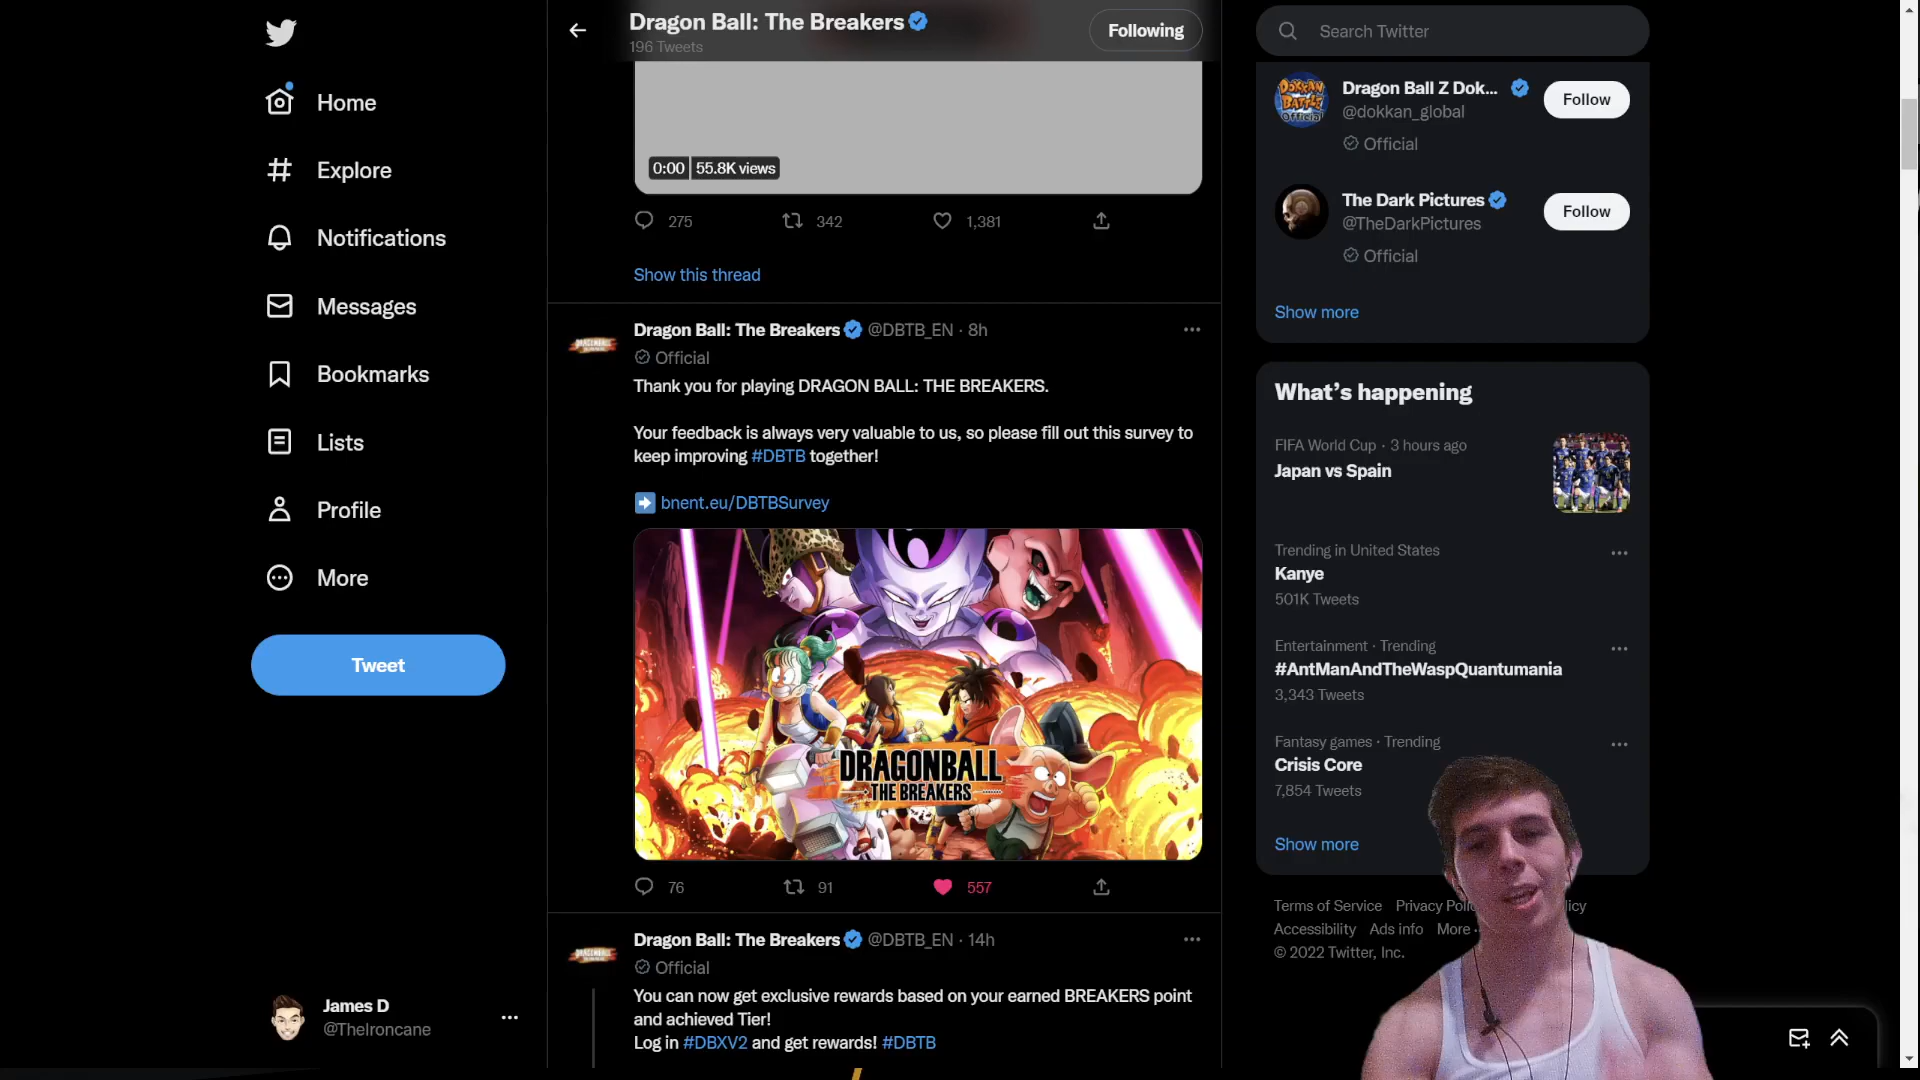 Home
Explore
Notifications
Messages
Bookmarks
Lists
Profile
More
Tweet
James D
@TheIroncane
Dragon Ball: The Breakers
196 Tweets
Following
0:00 55.8K views
275 342 1,381
Show this thread
Dragon Ball: The Breakers @DBTB_EN · 8h
Official
Thank you for playing DRAGON BALL: THE BREAKERS.
Your feedback is always very valuable to us, so please fill out this survey to
keep improving #DBTB together!
bnent.eu/DBTBSurvey
DRAGONBALL
THE BREAKERS
76 91 557
Dragon Ball: The Breakers @DBTB_EN · 14h
Official
You can now get exclusive rewards based on your earned BREAKERS point
and achieved Tier!
Log in #DBXV2 and get rewards! #DBTB
Search Twitter
DOKKAN
BATTLE
Official
Dragon Ball Z Dok...
@dokkan_global
Official
Follow
The Dark Pictures
@TheDarkPictures
Official
Follow
Show more
What's happening
FIFA World Cup · 3 hours ago
Japan vs Spain
Trending in United States
Kanye
501K Tweets
Entertainment · Trending
#AntManAndTheWaspQuantumania
3,343 Tweets
Fantasy games · Trending
Crisis Core
7,854 Tweets
Show more
Terms of Service Privacy
Accessibility Ads info More
© 2022 Twitter, Inc.